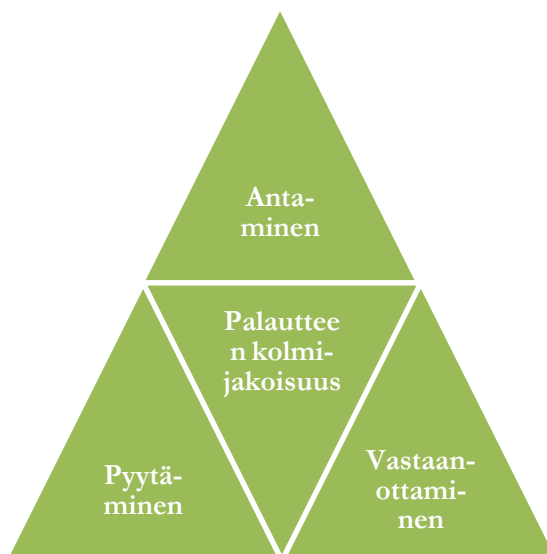 Anta-
minen
Palauttee
n kolmi-
jakoisuus
Pyytä-
minen
Vastaan-
ottami-
nen